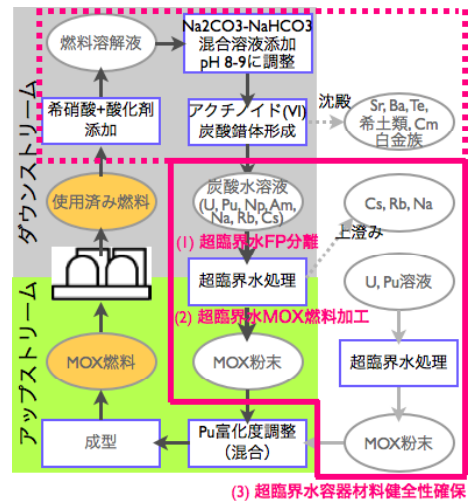 燃料溶解液
Na2CO3-NaHCO3
混合溶液添加
pH 8-9に調整
希硝酸+酸化剤
添加
アクチノイド(VI)
炭酸錯体形成
沈殿
Sr, Ba, Te,
希土類, Cm
白金族
ダウンストリーム
使用済み燃料
炭酸水溶液
(U, Pu, Np, Am,
Na, Rb, Cs)
Cs, Rb, Na
(1) 超臨界水FP分離
上澄み
超臨界水処理
U, Pu溶液
(2) 超臨界水MOX燃料加工
アップストリーム
MOX燃料
MOX粉末
超臨界水処理
成型
Pu富化度調整
（混合）
MOX粉末
(3) 超臨界水容器材料健全性確保